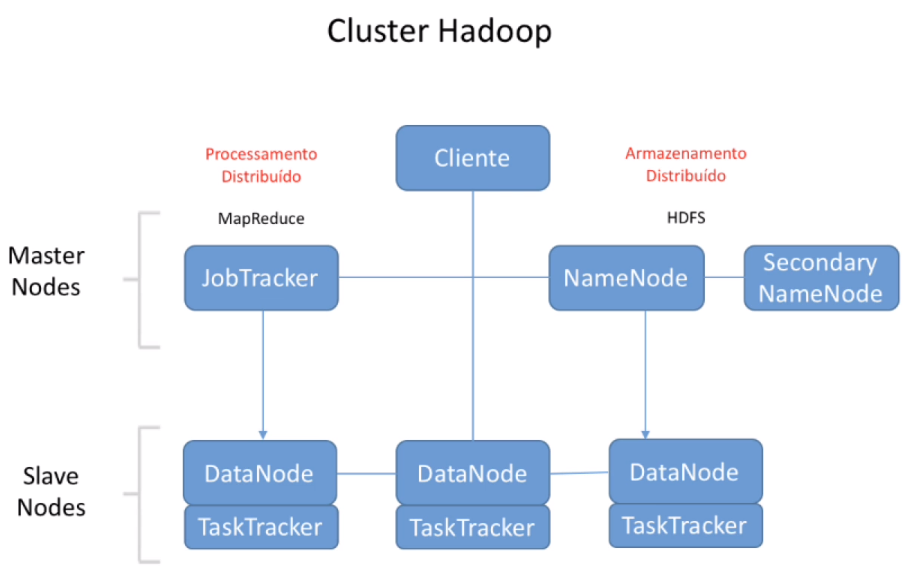 Cluster Hadoop
Processamento
Distribuído
Cliente
Armazenamento
Distribuído
MapReduce
HDFS
Master
Nodes
JobTracker
NameNode
Secondary
NameNode
Slave
Nodes
DataNode
DataNode
DataNode
TaskTracker
TaskTracker
TaskTracker